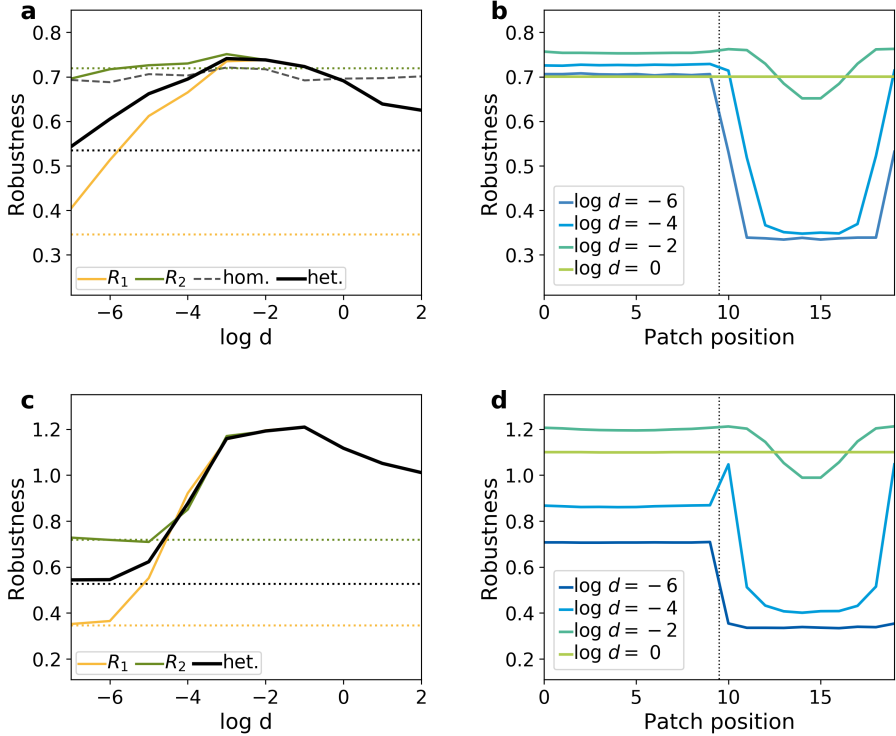 a
0.8
0.7
0.6
0.5
0.4
0.3
Robustness
R₁ R₂ hom. het.
−6 −4 −2 0 2
log d
b
0.8
0.7
0.6
0.5
0.4
0.3
Robustness
log d = −6
log d = −4
log d = −2
log d = 0
0 5 10 15
Patch position
c
1.2
1.0
0.8
0.6
0.4
0.2
Robustness
R₁ R₂ het.
−6 −4 −2 0 2
log d
d
1.2
1.0
0.8
0.6
0.4
0.2
Robustness
log d = −6
log d = −4
log d = −2
log d = 0
0 5 10 15
Patch position